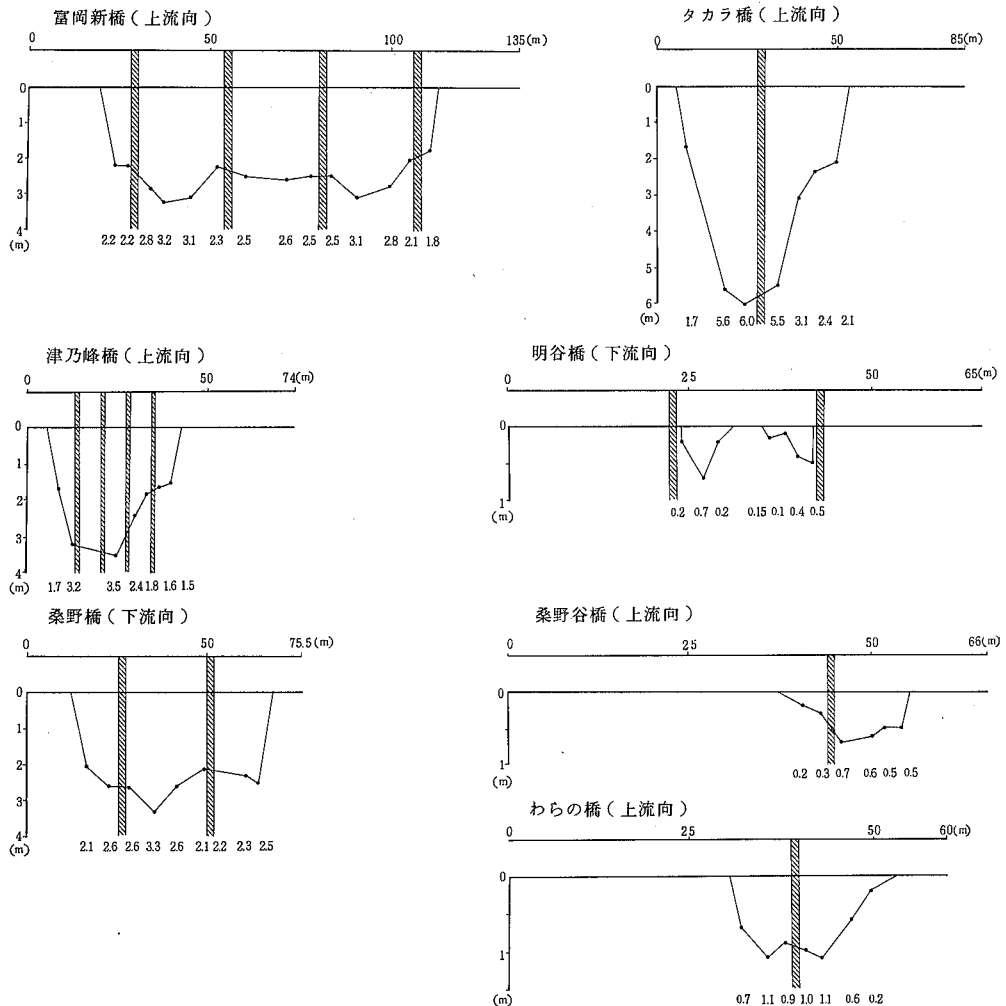 富岡新橋（上流向）
0 50 100 135(m)
0
1
2
3
4
(m)
2.2 2.2 2.8 3.2 3.1 2.3 2.5 2.6 2.5 2.5 3.1 2.8 2.1 1.8
タカラ橋（上流向）
0 50 85(m)
0
1
2
3
4
5
6
(m)
1.7 5.6 6.0 5.5 3.1 2.4 2.1
津乃峰橋（上流向）
0 50 74(m)
0
1
2
3
4
(m)
1.7 3.2 3.5 2.4 1.8 1.6 1.5
明谷橋（下流向）
0 25 50 65(m)
0
1
(m)
0.2 0.7 0.2 0.15 0.1 0.4 0.5
桑野橋（下流向）
0 50 75.5(m)
0
1
2
3
4
(m)
2.1 2.6 2.6 3.3 2.6 2.1 2.2 2.3 2.5
桑野谷橋（上流向）
0 25 50 66(m)
0
1
(m)
0.2 0.3 0.7 0.6 0.5 0.5
わらの橋（上流向）
0 25 50 60(m)
0
1
(m)
0.7 1.1 0.9 1.0 1.1 0.6 0.2